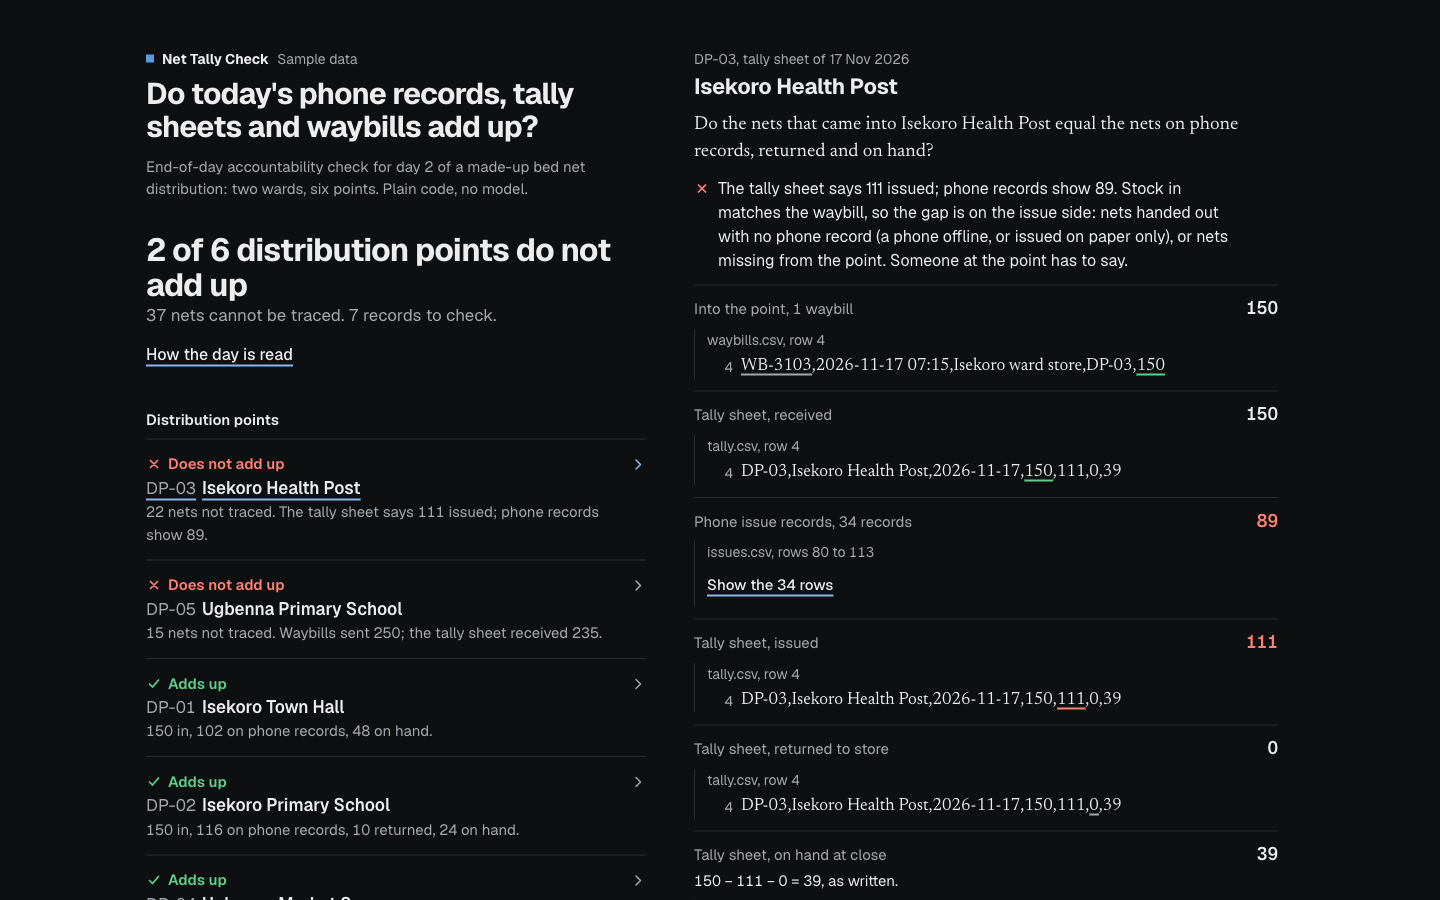 Net Tally Check Sample data
Do today's phone records, tally
sheets and waybills add up?
End-of-day accountability check for day 2 of a made-up bed net
distribution: two wards, six points. Plain code, no model.
2 of 6 distribution points do not
add up
37 nets cannot be traced. 7 records to check.
How the day is read
Distribution points
Does not add up
DP-03 Isekoro Health Post
22 nets not traced. The tally sheet says 111 issued; phone records
show 89.
Does not add up
DP-05 Ugbenna Primary School
15 nets not traced. Waybills sent 250; the tally sheet received 235.
Adds up
DP-01 Isekoro Town Hall
150 in, 102 on phone records, 48 on hand.
Adds up
DP-02 Isekoro Primary School
150 in, 116 on phone records, 10 returned, 24 on hand.
Adds up
DP-03, tally sheet of 17 Nov 2026
Isekoro Health Post
Do the nets that came into Isekoro Health Post equal the nets on phone
records, returned and on hand?
The tally sheet says 111 issued; phone records show 89. Stock in
matches the waybill, so the gap is on the issue side: nets handed out
with no phone record (a phone offline, or issued on paper only), or nets
missing from the point. Someone at the point has to say.
Into the point, 1 waybill 150
waybills.csv, row 4
4 WB-3103,2026-11-17 07:15,Isekoro ward store,DP-03,150
Tally sheet, received 150
tally.csv, row 4
4 DP-03,Isekoro Health Post,2026-11-17,150,111,0,39
Phone issue records, 34 records 89
issues.csv, rows 80 to 113
Show the 34 rows
Tally sheet, issued 111
tally.csv, row 4
4 DP-03,Isekoro Health Post,2026-11-17,150,111,0,39
Tally sheet, returned to store 0
tally.csv, row 4
4 DP-03,Isekoro Health Post,2026-11-17,150,111,0,39
Tally sheet, on hand at close 39
150 – 111 – 0 = 39, as written.